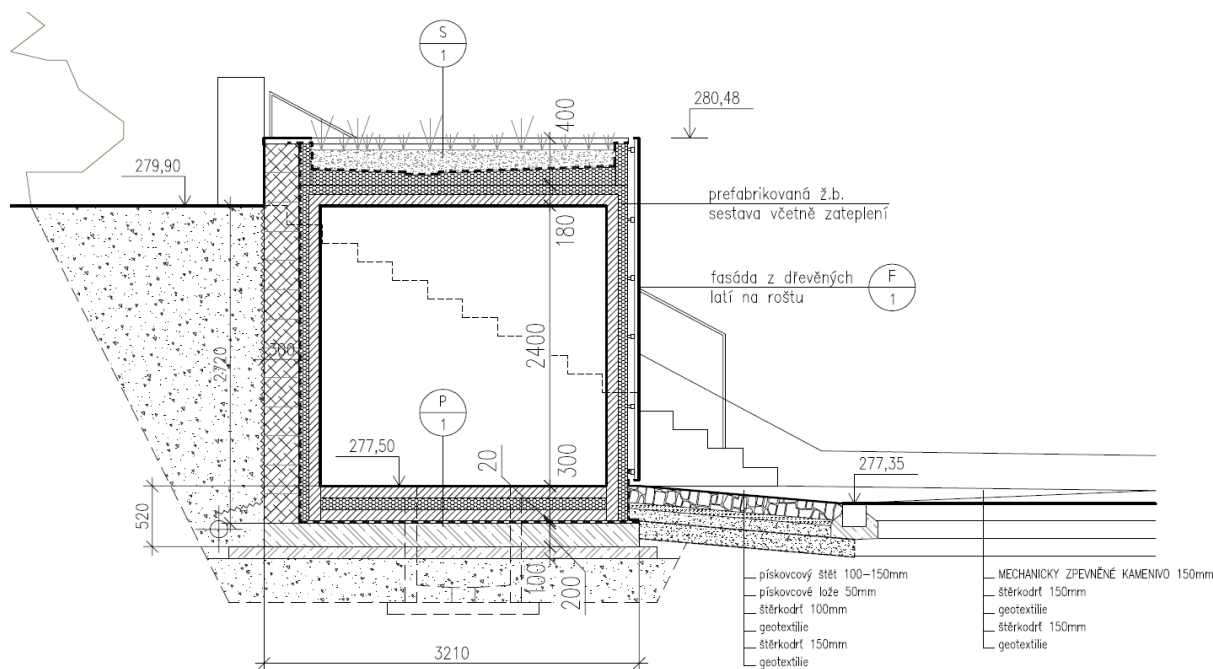 S
1
400
280,48
279,90
prefabrikovaná ž.b.
sestava včetně zateplení
180
fasáda z dřevěných
latí na roštu
F
1
300
2720
2400
P
1
277,50
20
300
277,35
520
100
200
pískovcový štět 100-150mm
pískovcové lože 50mm
štěrkodrť 100mm
geotextilie
štěrkodrť 150mm
geotextilie
MECHANICKY ZPEVNĚNÉ KAMENIVO 150mm
štěrkodrť 150mm
geotextilie
štěrkodrť 150mm
geotextilie
3210